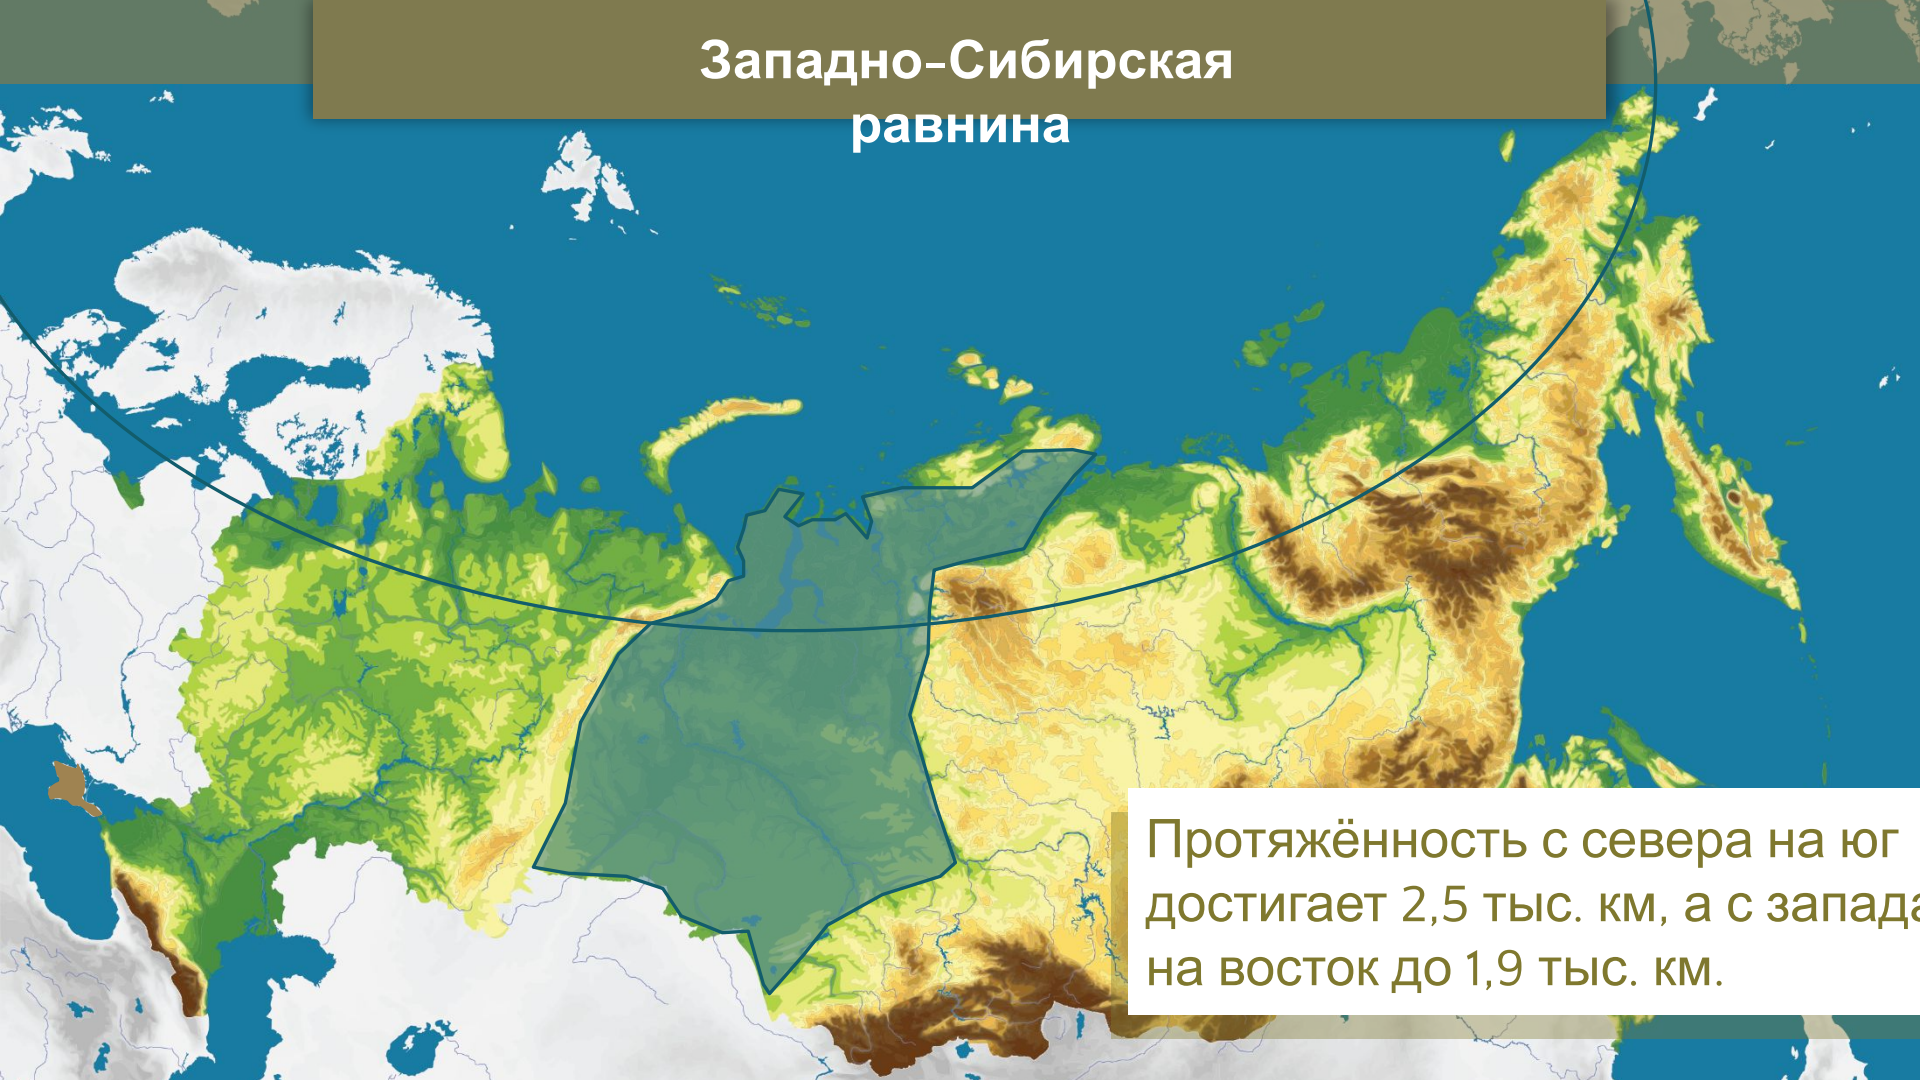 Западно-Сибирская
равнина
Протяжённость с севера на юг
достигает 2,5 тыс. км, а с запада
на восток до 1,9 тыс. км.